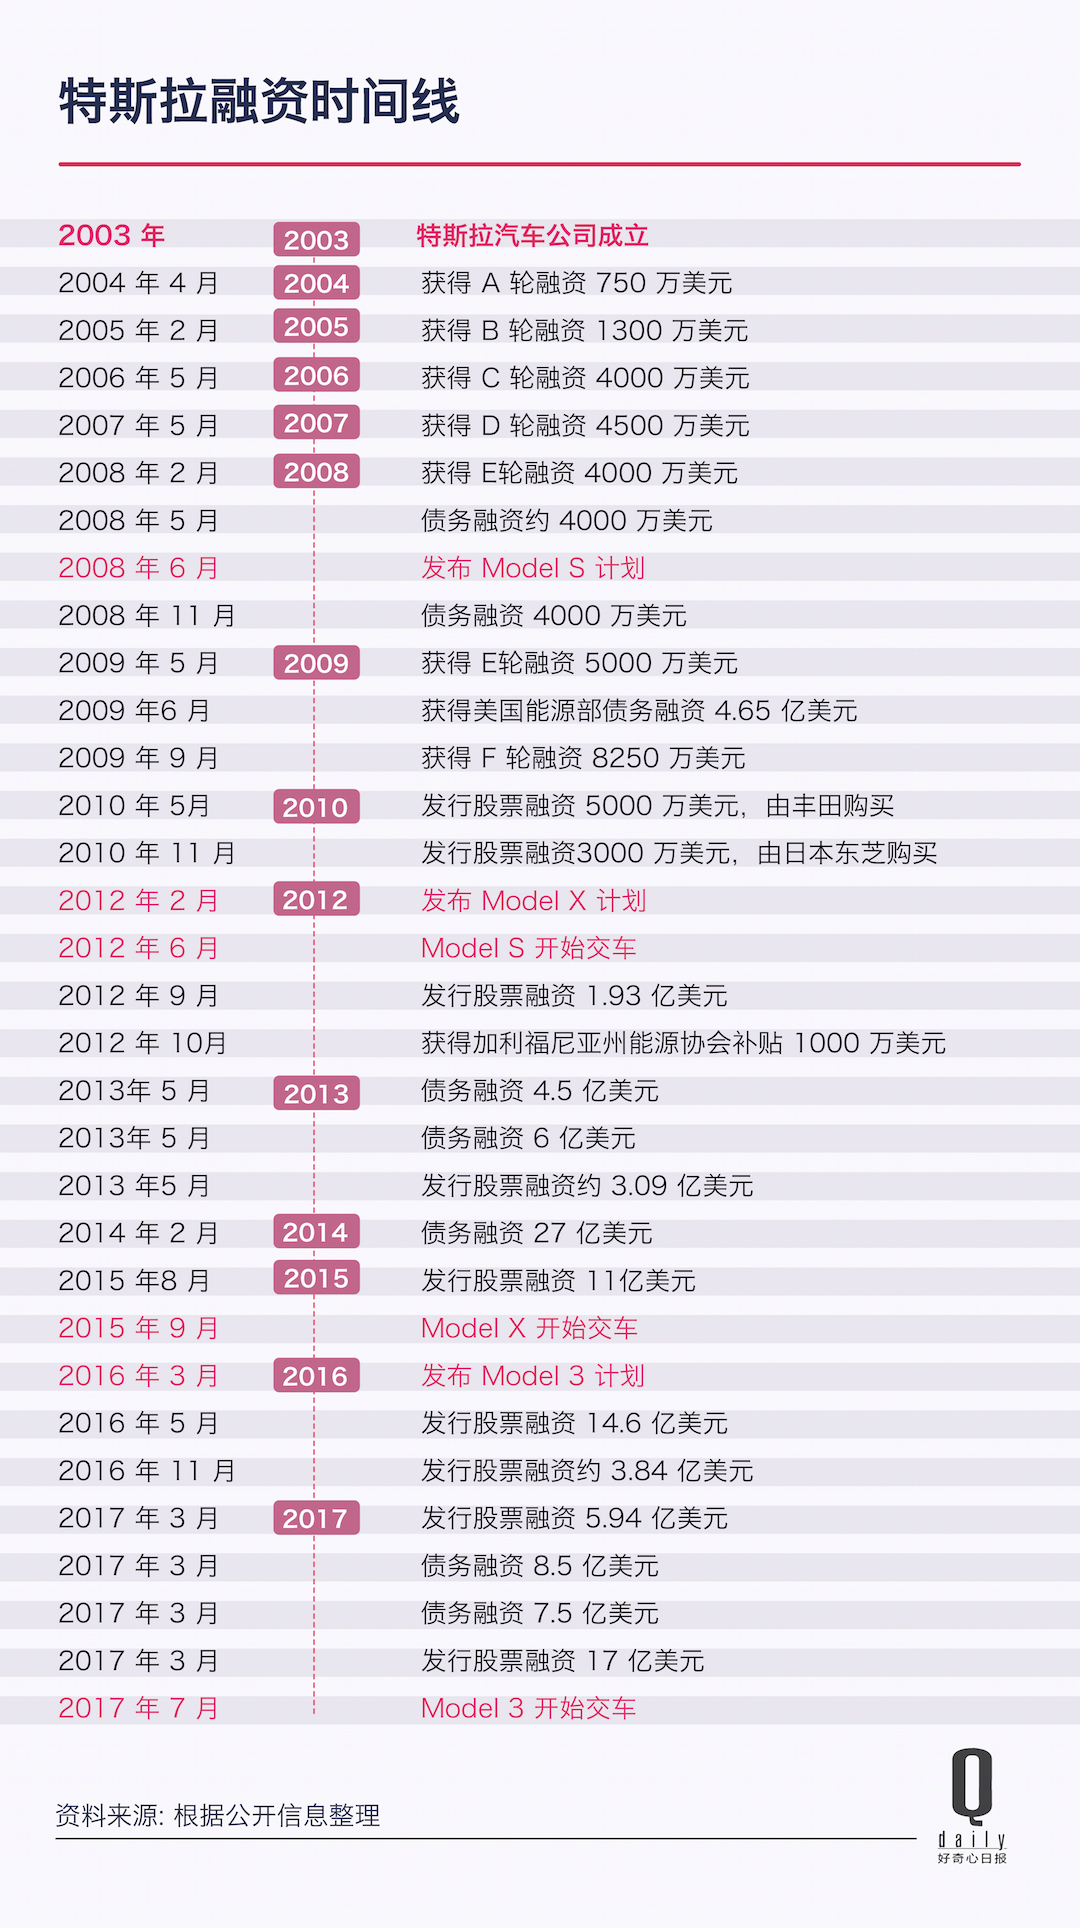 特斯拉融资时间线
2003 年 2003 特斯拉汽车公司成立
2004 年 4 月 2004 获得 A 轮融资 750 万美元
2005 年 2 月 2005 获得 B 轮融资 1300 万美元
2006 年 5 月 2006 获得 C 轮融资 4000 万美元
2007 年 5 月 2007 获得 D 轮融资 4500 万美元
2008 年 2 月 2008 获得 E轮融资 4000 万美元
2008 年 5 月 债务融资约 4000 万美元
2008 年 6 月 发布 Model S 计划
2008 年 11 月 债务融资 4000 万美元
2009 年 5 月 2009 获得 E轮融资 5000 万美元
2009 年6 月 获得美国能源部债务融资 4.65 亿美元
2009 年 9 月 获得 F 轮融资 8250 万美元
2010 年 5月 2010 发行股票融资 5000 万美元，由丰田购买
2010 年 11 月 发行股票融资3000 万美元，由日本东芝购买
2012 年 2 月 2012 发布 Model X 计划
2012 年 6 月 Model S 开始交车
2012 年 9 月 发行股票融资 1.93 亿美元
2012 年 10月 获得加利福尼亚州能源协会补贴 1000 万美元
2013年 5 月 2013 债务融资 4.5 亿美元
2013年 5 月 债务融资 6 亿美元
2013 年5 月 发行股票融资约 3.09 亿美元
2014 年 2 月 2014 债务融资 27 亿美元
2015 年8 月 2015 发行股票融资 11亿美元
2015 年 9 月 Model X 开始交车
2016 年 3 月 2016 发布 Model 3 计划
2016 年 5 月 发行股票融资 14.6 亿美元
2016 年 11 月 发行股票融资约 3.84 亿美元
2017 年 3 月 2017 发行股票融资 5.94 亿美元
2017 年 3 月 债务融资 8.5 亿美元
2017 年 3 月 债务融资 7.5 亿美元
2017 年 3 月 发行股票融资 17 亿美元
2017 年 7 月 Model 3 开始交车
资料来源: 根据公开信息整理
Q
daily
好奇心日报